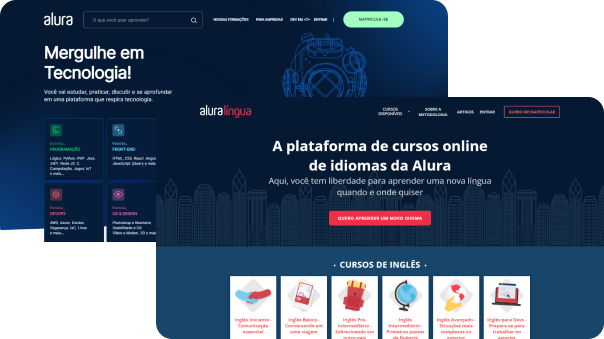 alura
O que você quer aprender?
NOSSAS FORMAÇÕES
PARA EMPRESAS
DEV EM <T>
ENTRAR
MATRICULE-SE
Mergulhe em
Tecnologia!
Você vai estudar, praticar, discutir e se aprofundar
em uma plataforma que respira tecnologia.
Escola_
PROGRAMAÇÃO
Lógica, Python, PHP, Java,
.NET, Node JS, C,
Computação, Jogos, IoT
e mais...
Escola_
FRONT-END
HTML, CSS, React, Angular,
JavaScript, jQuery e mais...
Escola_
DEVOPS
AWS, Azure, Docker,
Segurança, IaC, Linux
e mais...
Escola_
UX & DESIGN
Photoshop e Illustrator,
Usabilidade e UX,
Vídeo e Motion, 3D e mais
aluralíngua
CURSOS
DISPONÍVEIS
SOBRE A
METODOLOGIA
ARTIGOS
ENTRAR
QUERO ME MATRICULAR
A plataforma de cursos online
de idiomas da Alura
Aqui, você tem liberdade para aprender uma nova língua
quando e onde quiser
QUERO APRENDER UM NOVO IDIOMA
CURSOS DE INGLÊS
Inglês Iniciante -
Comunicação
essencial
Inglês Básico -
Conversando em
uma viagem
Inglês Pré-
Intermediário -
Sobrevivendo em
outro país
Inglês
Intermediário -
Primeiros passos
de fluência
Inglês Avançado -
Situações mais
complexas no
exterior
Inglês para Devs -
Prepare-se para
trabalhar no
exterior